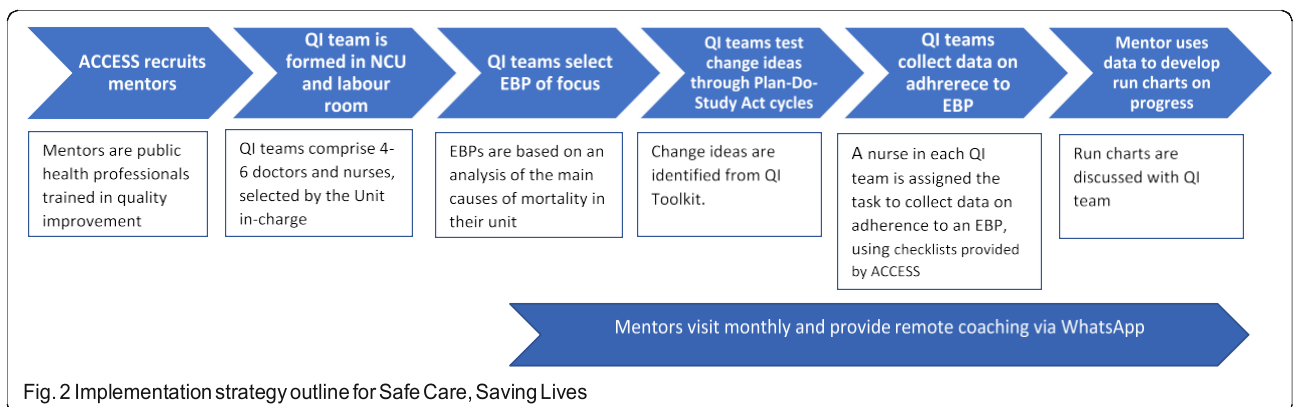 ACCESS recruits
mentors
QI team is
formed in NCU
and labour
room
QI teams select
EBP of focus
QI teams test
change ideas
through Plan-Do-
Study Act cycles
QI teams
collect data on
adhrerece to
EBP
Mentor uses
data to develop
run charts on
progress
Mentors are public
health professionals
trained in quality
improvement
QI teams comprise 4-
6 doctors and nurses,
selected by the Unit
in-charge
EBPs are based on an
analysis of the main
causes of mortality in
their unit
Change ideas are
identified from QI
Toolkit.
A nurse in each QI
team is assigned the
task to collect data on
adherence to an EBP,
using checklists provided
by ACCESS
Run charts are
discussed with QI
team
Mentors visit monthly and provide remote coaching via WhatsApp
Fig. 2 Implementation strategy outline for Safe Care, Saving Lives